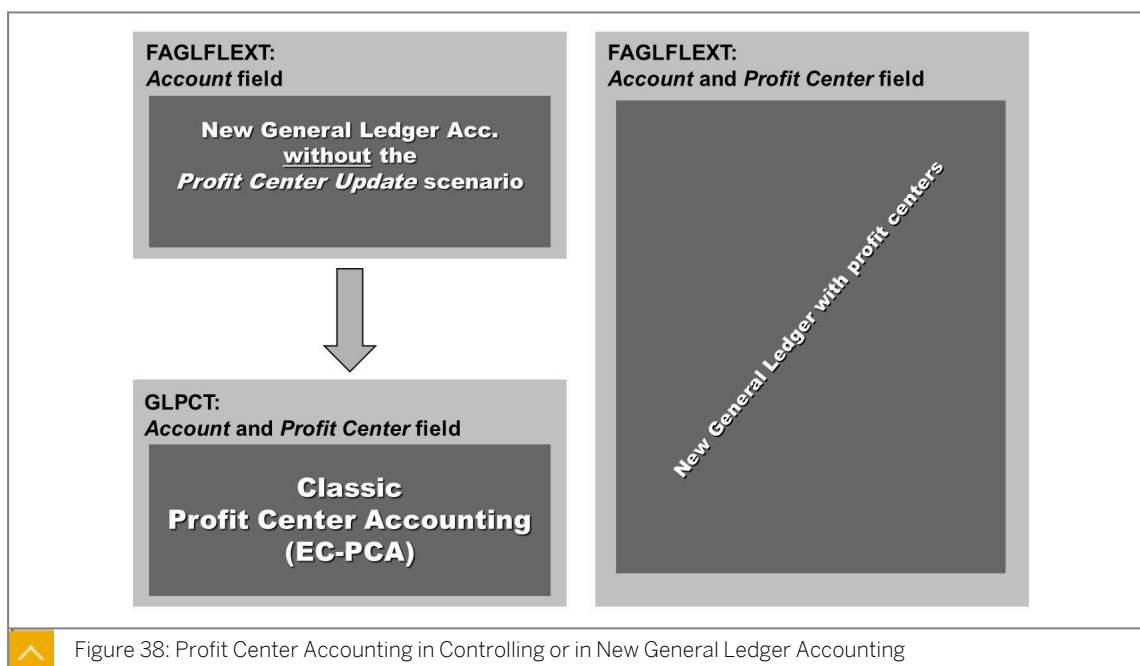 FAGLFLEXT:
Account field
New General Ledger Acc.
without the
Profit Center Update scenario
GLPCT:
Account and Profit Center field
Classic
Profit Center Accounting
(EC-PCA)
FAGLFLEXT:
Account and Profit Center field
New General Ledger with profit centers
Figure 38: Profit Center Accounting in Controlling or in New General Ledger Accounting